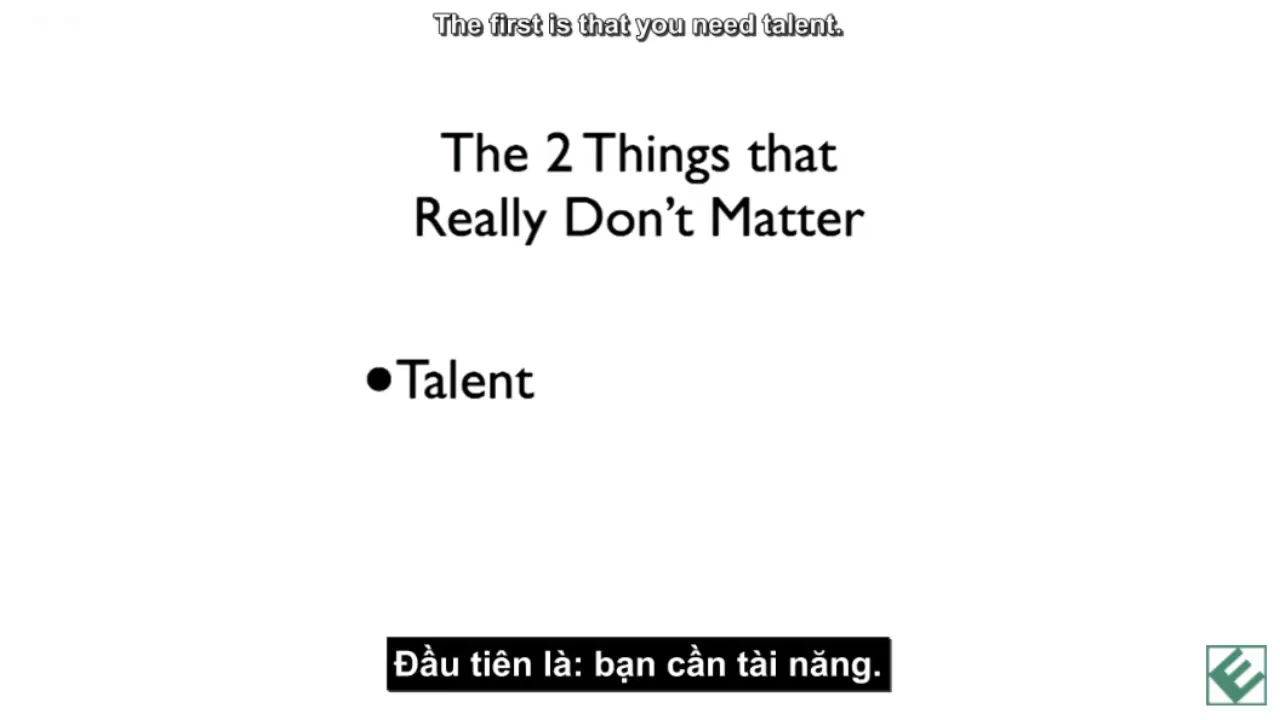 The first is that you need talent.
The 2 Things that
Really Don't Matter
•Talent
Đầu tiên là: bạn cần tài năng.
E